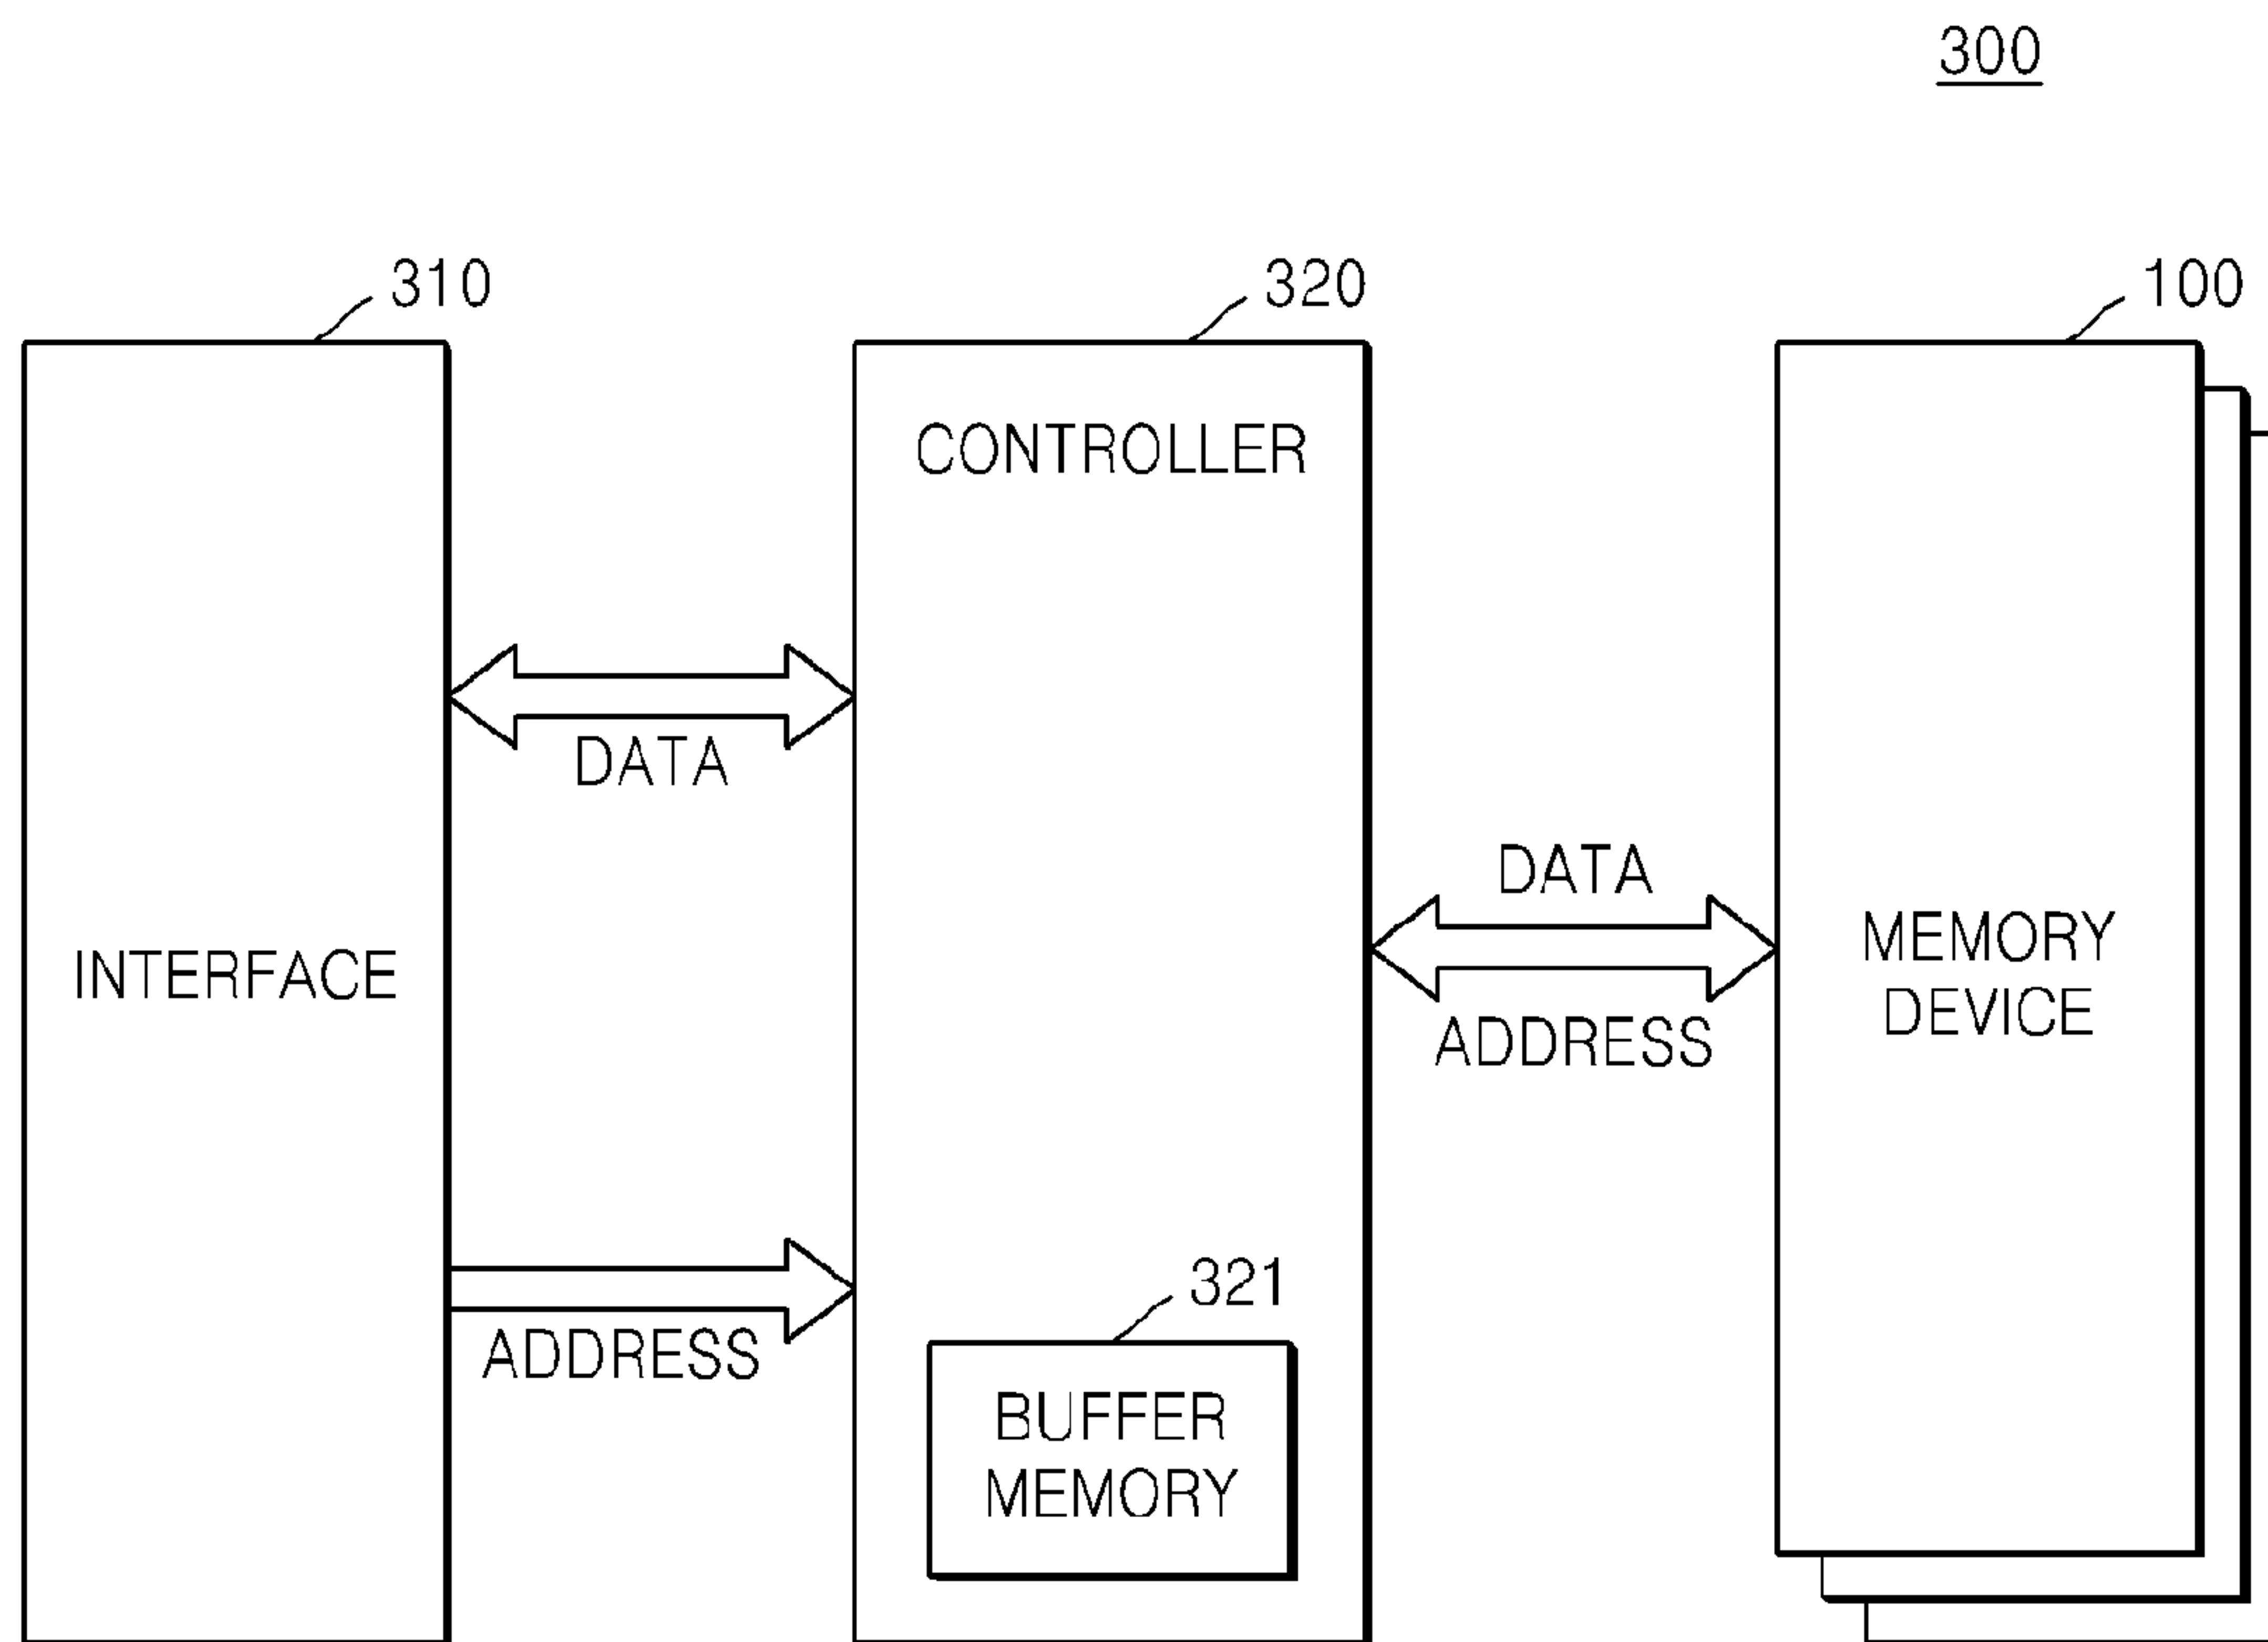 300
310
320
100
CONTROLLER
DATA
DATA
ADDRESS
INTERFACE
MEMORY
DEVICE
ADDRESS
321
BUFFER
MEMORY